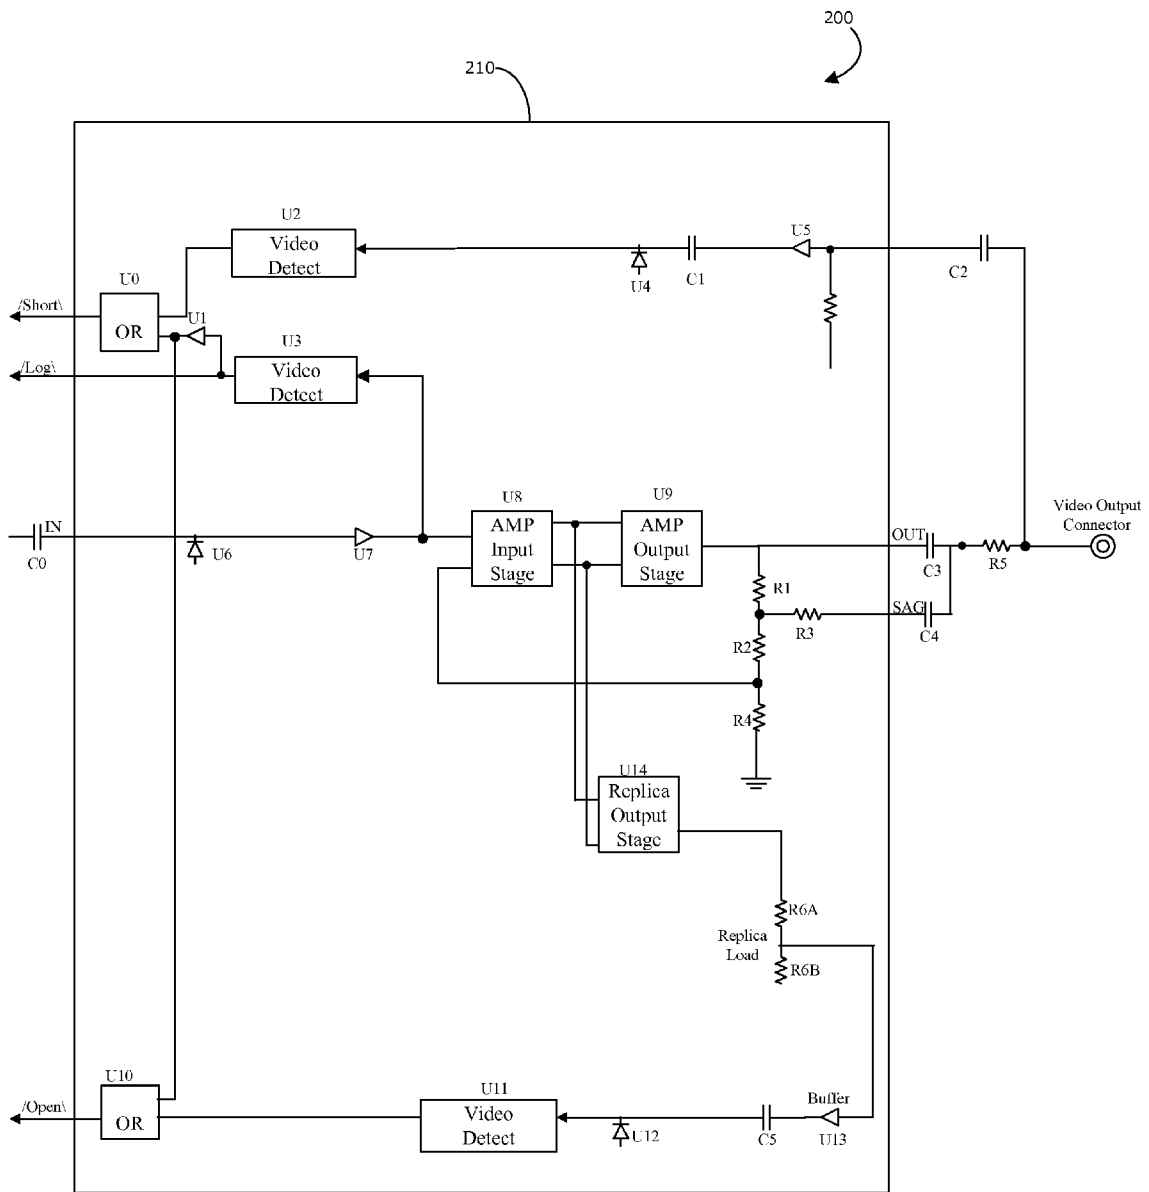 200
210
U2
Video
Detect
U5
U4
C1
C2
U0
OR
/Short\
U1
U3
Video
Detect
/Log\
IN
C0
U6
U7
U8
AMP
Input
Stage
U9
AMP
Output
Stage
Video Output
Connector
OUT
C3
R5
R1
SAG
R3
C4
R2
R4
U14
Replica
Output
Stage
R6A
Replica
Load
R6B
U10
OR
/Open\
U11
Video
Detect
U12
C5
Buffer
U13